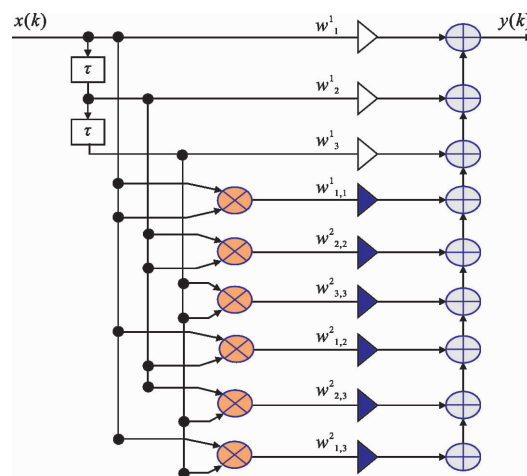 x(k) w¹₁ y(k)
τ
w¹₂
τ
w¹₃
w¹₁,₁
w²₂,₂
w²₃,₃
w²₁,₂
w²₂,₃
w²₁,₃